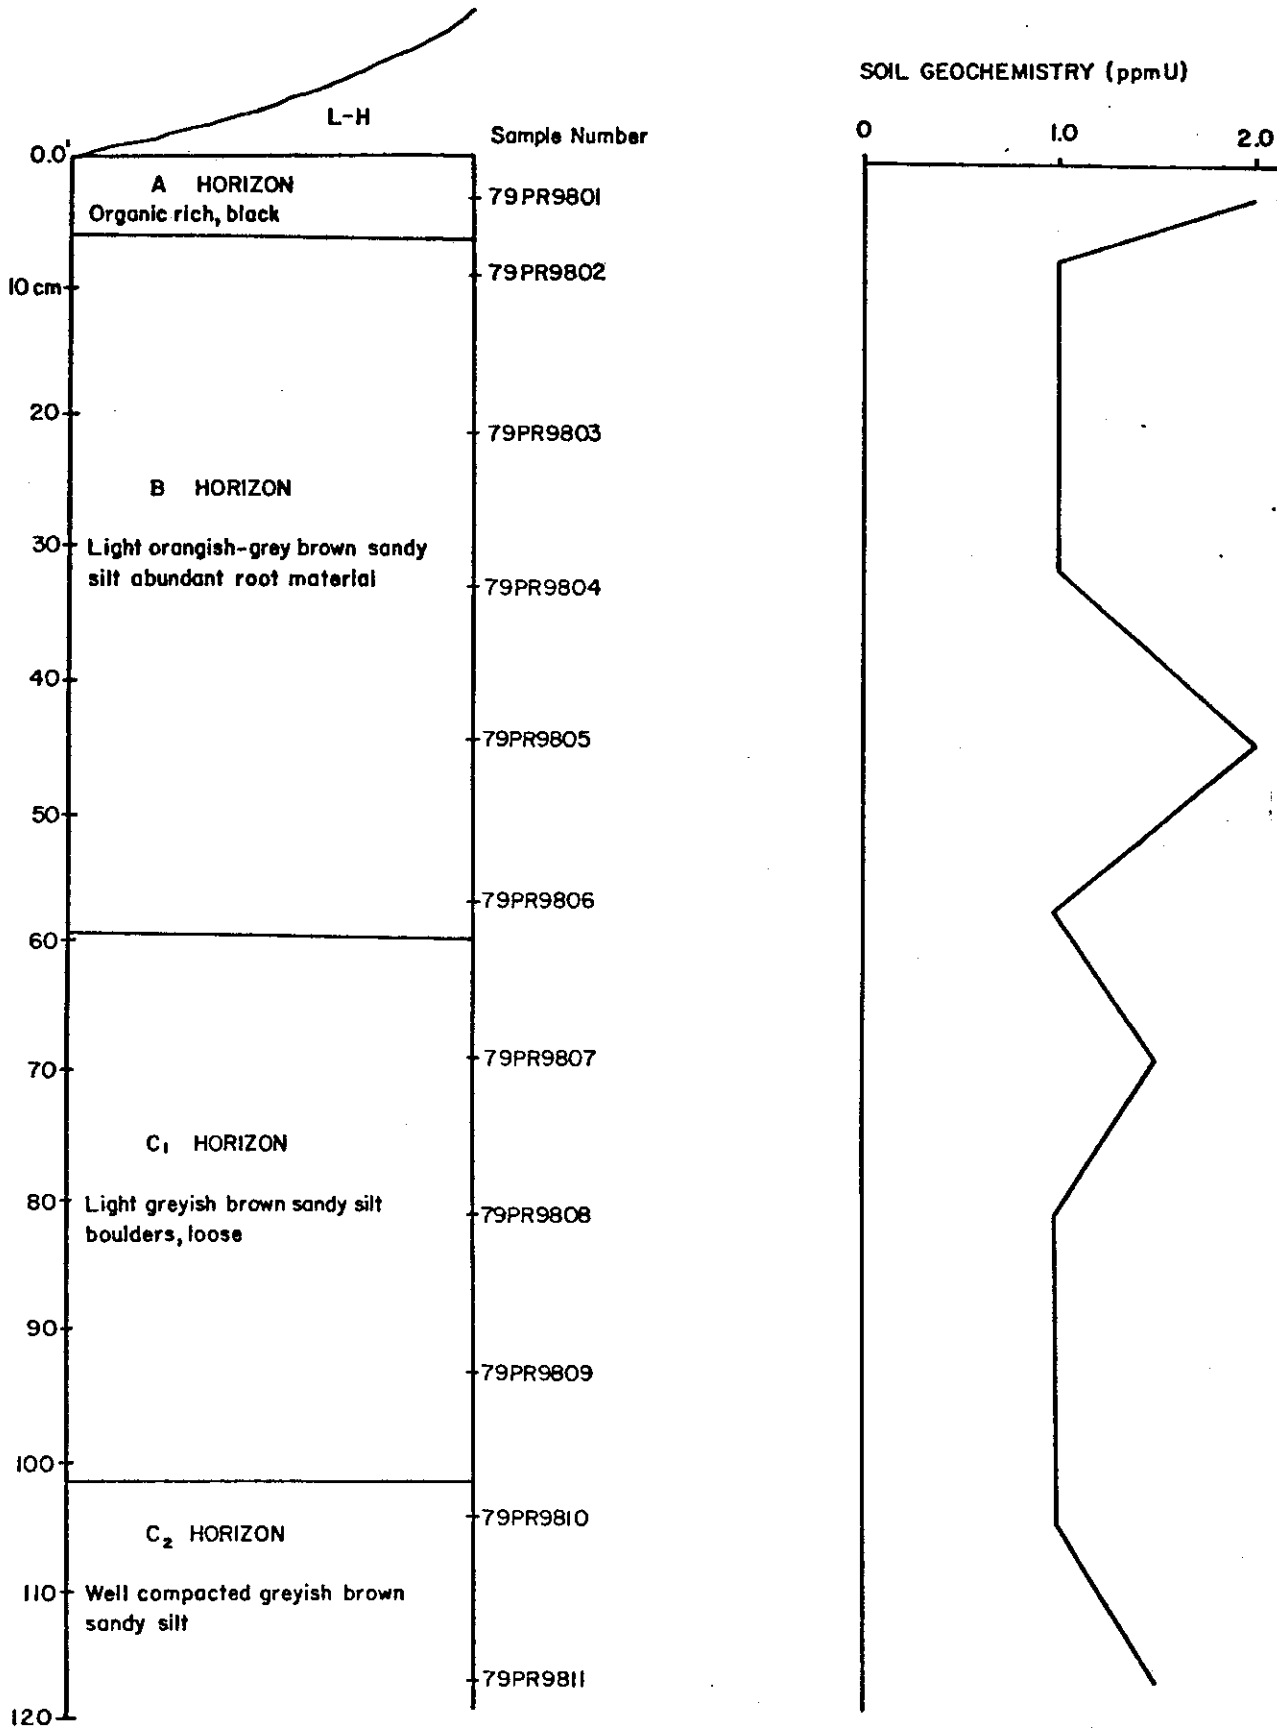 SOIL GEOCHEMISTRY (ppmU)
L-H
Sample Number
0 1.0 2.0
0.0'
A HORIZON
Organic rich, black
79PR9801
79PR9802
10 cm
20
79PR9803
B HORIZON
30
Light orangish-grey brown sandy
silt abundant root material
79PR9804
40
79PR9805
50
79PR9806
60
79PR9807
70
C₁ HORIZON
80
Light greyish brown sandy silt
boulders, loose
79PR9808
90
79PR9809
100
79PR9810
C₂ HORIZON
110
Well compacted greyish brown
sandy silt
79PR9811
120